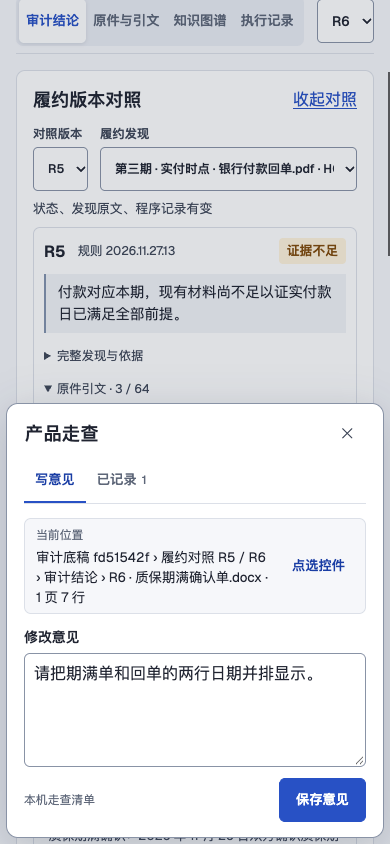 审计结论 原件与引文 知识图谱 执行记录 R6
履约版本对照 收起对照
对照版本 履约发现
R5 第三期 · 实付时点 · 银行付款回单.pdf ·
状态、发现原文、程序记录有变
R5 规则 2026.11.27.13 证据不足
付款对应本期，现有材料尚不足以证实付款
日已满足全部前提。
完整发现与依据
原件引文 · 3 / 64
产品走查
写意见 已记录 1
当前位置
审计底稿 fd51542f › 履约对照 R5 / R6
› 审计结论 › R6 · 质保期满确认单.docx ·
1 页 7 行
点选控件
修改意见
请把期满单和回单的两行日期并排显示。
本机走查清单 保存意见